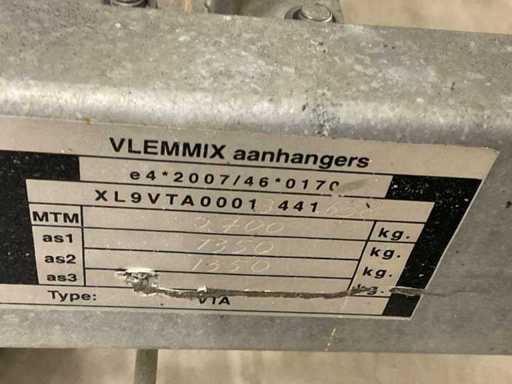 VLEMMIX aanhangers
e4*2007/46*0170
XL9VTA0001 441
MTM 2700 kg.
as1 1350 kg.
as2 1350 kg.
as3
Type: VTA